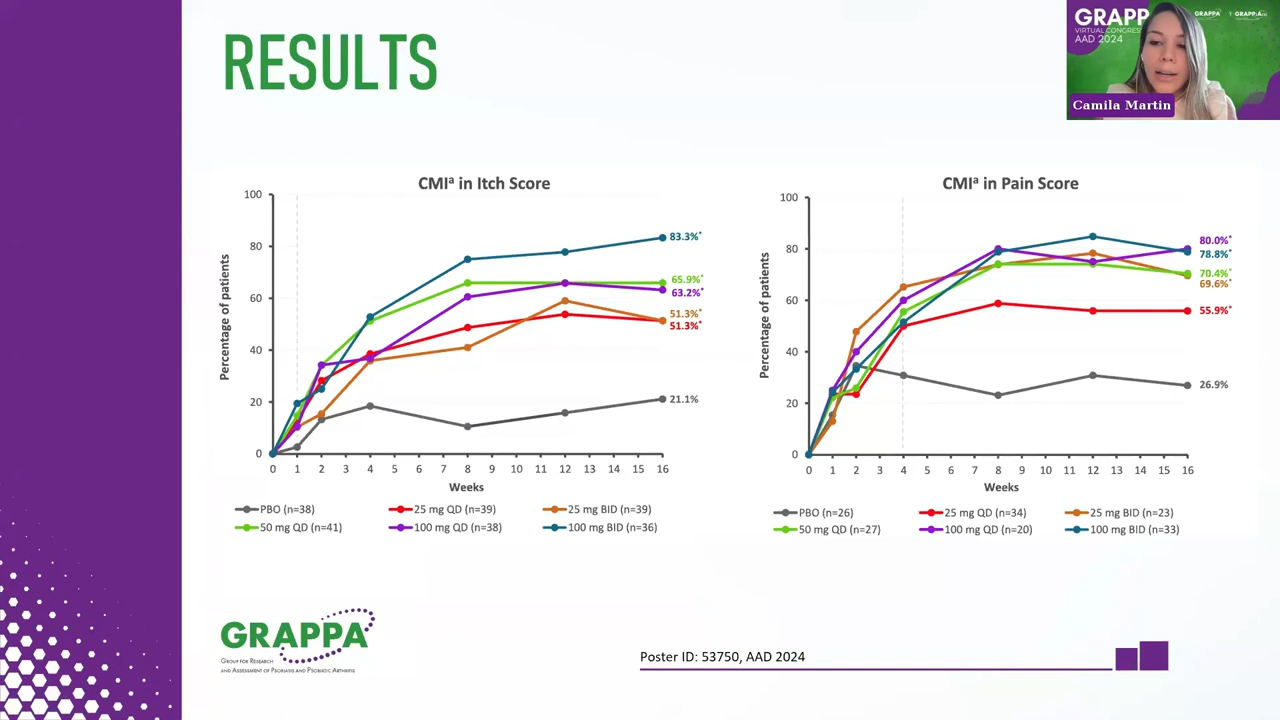 RESULTS
GRAPP
VIRTUAL CONGRES
AAD 2024
GRAPPA
Camila Martin
CMIᵃ in Itch Score
Percentage of patients
100
80
60
40
20
0
0 1 2 3 4 5 6 7 8 9 10 11 12 13 14 15 16
Weeks
83.3%*
65.9%*
63.2%*
51.3%*
51.3%*
21.1%
PBO (n=38)
25 mg QD (n=39)
25 mg BID (n=39)
50 mg QD (n=41)
100 mg QD (n=38)
100 mg BID (n=36)
CMIᵃ in Pain Score
Percentage of patients
100
80
60
40
20
0
0 1 2 3 4 5 6 7 8 9 10 11 12 13 14 15 16
Weeks
80.0%*
78.8%*
70.4%*
69.6%*
55.9%*
26.9%
PBO (n=26)
25 mg QD (n=34)
25 mg BID (n=23)
50 mg QD (n=27)
100 mg QD (n=20)
100 mg BID (n=33)
GRAPPA
Group for Research
and Assessment of Psoriasis and Psoriatic Arthritis
Poster ID: 53750, AAD 2024